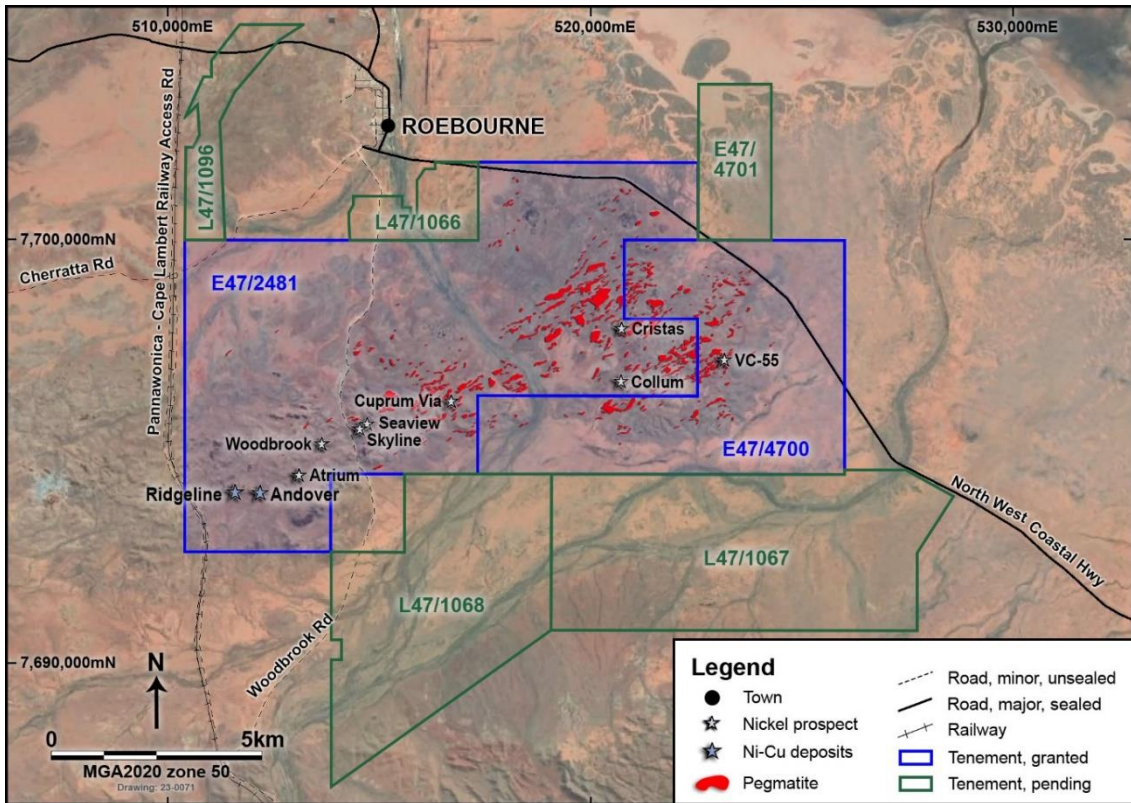 510,000mE
520,000mE
530,000mE
Pannawonica - Cape Lambert Railway Access Rd
ROEBOURNE
L47/1096
L47/1066
E47/
4701
7,700,000mN
Cherratta Rd
E47/2481
Cristas
VC-55
Collum
Cuprum Via
Seaview
Skyline
Woodbrook
Atrium
Ridgeline
Andover
E47/4700
North West Coastal Hwy
L47/1067
L47/1068
Woodbrook Rd
7,690,000mN
N
0
5km
MGA2020 zone 50
Drawing: 23-0071
Legend
Town
Nickel prospect
Ni-Cu deposits
Pegmatite
Road, minor, unsealed
Road, major, sealed
Railway
Tenement, granted
Tenement, pending